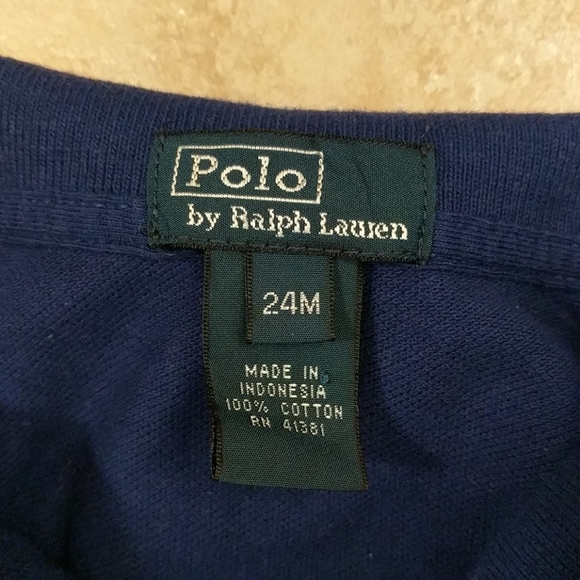 Polo
by Ralph Lauren
24M
MADE IN
INDONESIA
100% COTTON
RN 41381